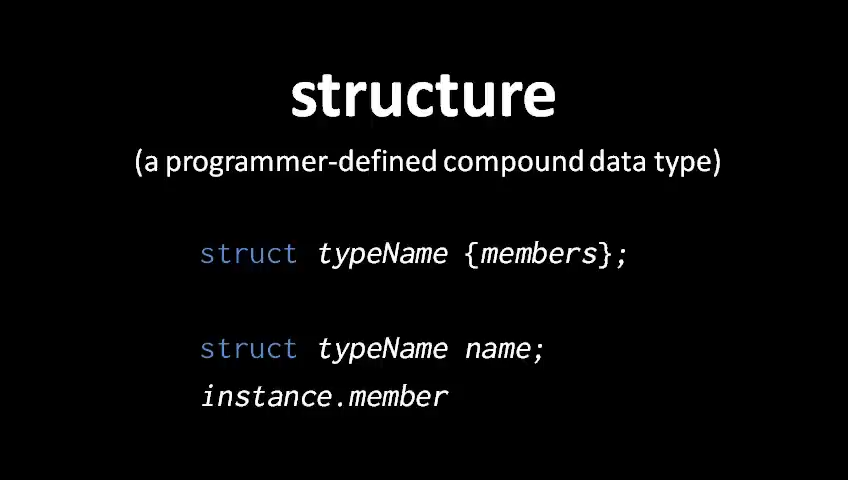 structure
(a programmer-defined compound data type)
struct typeName {members};
struct typeName name;
instance.member